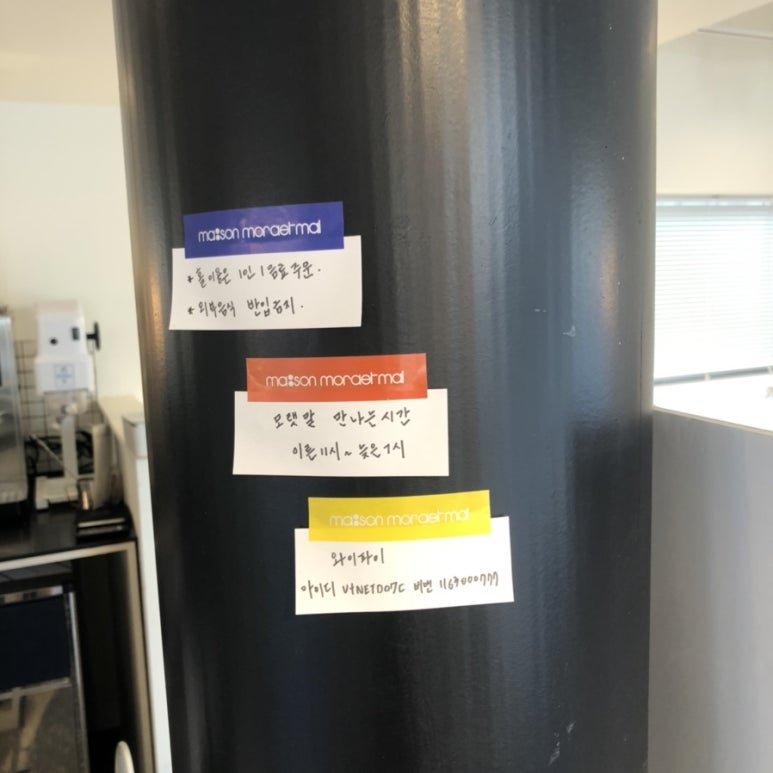 maison moraetmal
* 홀 이용은 1인 1음료 주문.
* 외부음식 반입금지.
maison moraetmal
모랫말 만나는 시간
이른 11시 ~ 늦은 7시
maison moraetmal
와이파이
아이디 U+NET007C 비번